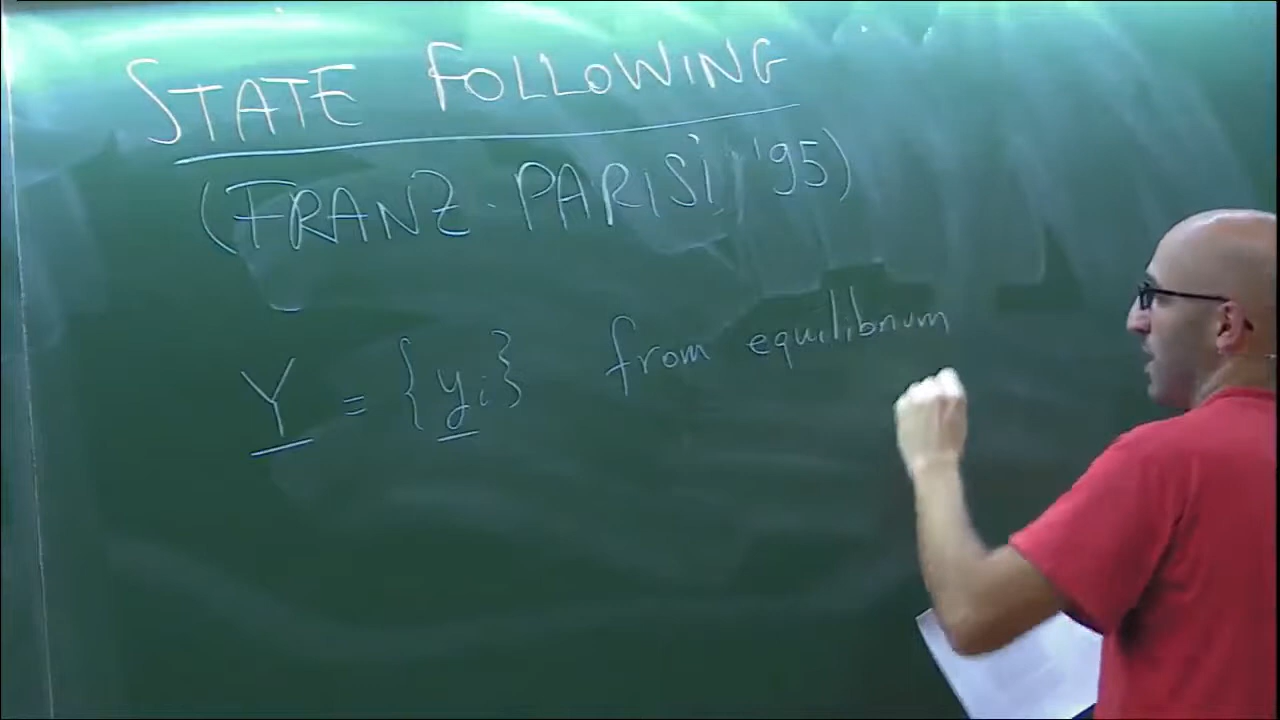 STATE FOLLOWING
(FRANZ-PARISI '95)
Y = {y_i} from equilibrium